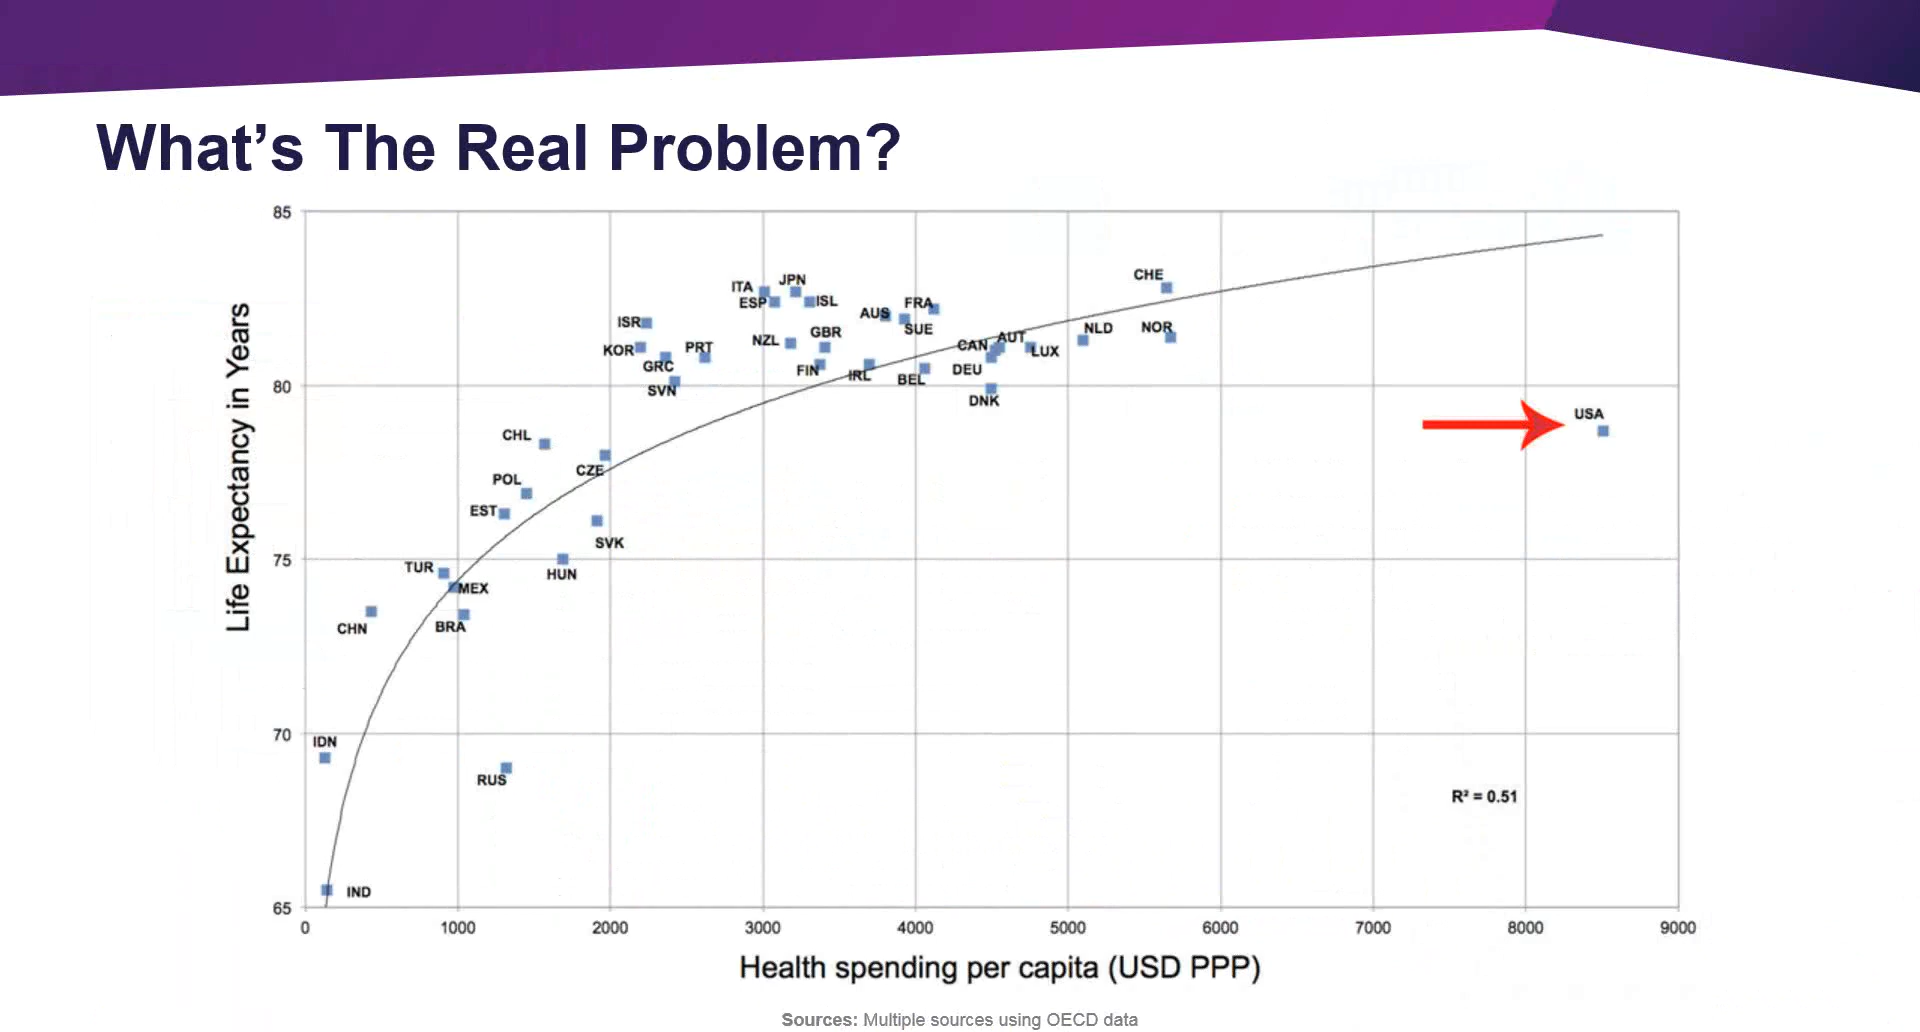 What's The Real Problem?
85
80
75
70
65
Life Expectancy in Years
CHE
JPN
ITA
ESP
ISL
FRA
AUS
SUE
ISR
NOR
NLD
GBR
AUT
NZL
CAN
LUX
KOR
PRT
GRC
FIN
IRL
BEL
DEU
SVN
DNK
USA
CHL
CZE
POL
EST
SVK
TUR
HUN
MEX
CHN
BRA
IDN
RUS
R² = 0.51
IND
0 1000 2000 3000 4000 5000 6000 7000 8000 9000
Health spending per capita (USD PPP)
Sources: Multiple sources using OECD data